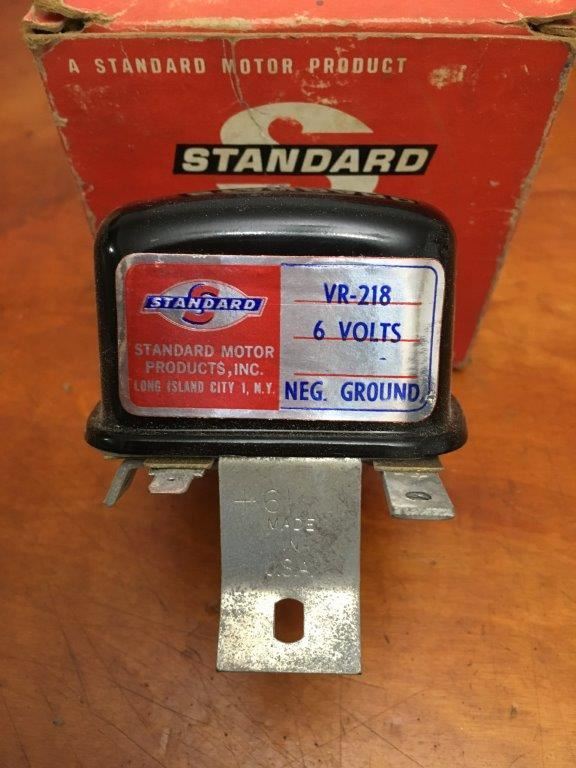 A STANDARD MOTOR PRODUCT
STANDARD
STANDARD
STANDARD MOTOR
PRODUCTS, INC.
LONG ISLAND CITY 1, N.Y.
VR-218
6 VOLTS
NEG. GROUND
MADE
IN
U.S.A.